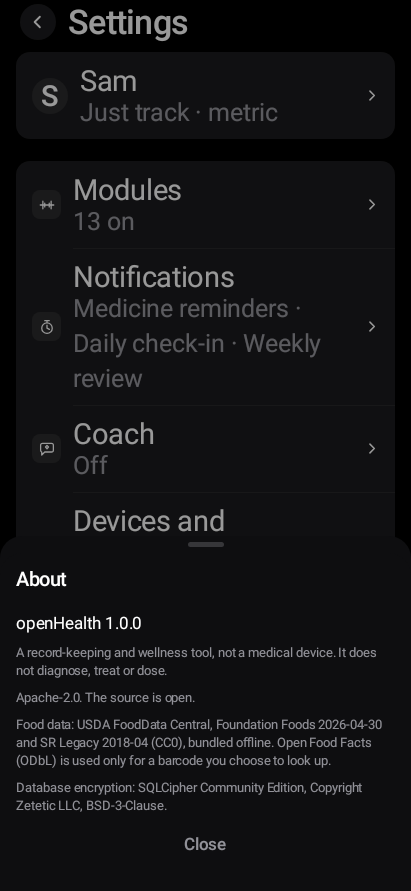 Settings
S
Sam
Just track · metric
Modules
13 on
Notifications
Medicine reminders ·
Daily check-in · Weekly
review
Coach
Off
Devices and
About
openHealth 1.0.0
A record-keeping and wellness tool, not a medical device. It does
not diagnose, treat or dose.
Apache-2.0. The source is open.
Food data: USDA FoodData Central, Foundation Foods 2026-04-30
and SR Legacy 2018-04 (CC0), bundled offline. Open Food Facts
(ODbL) is used only for a barcode you choose to look up.
Database encryption: SQLCipher Community Edition, Copyright
Zetetic LLC, BSD-3-Clause.
Close